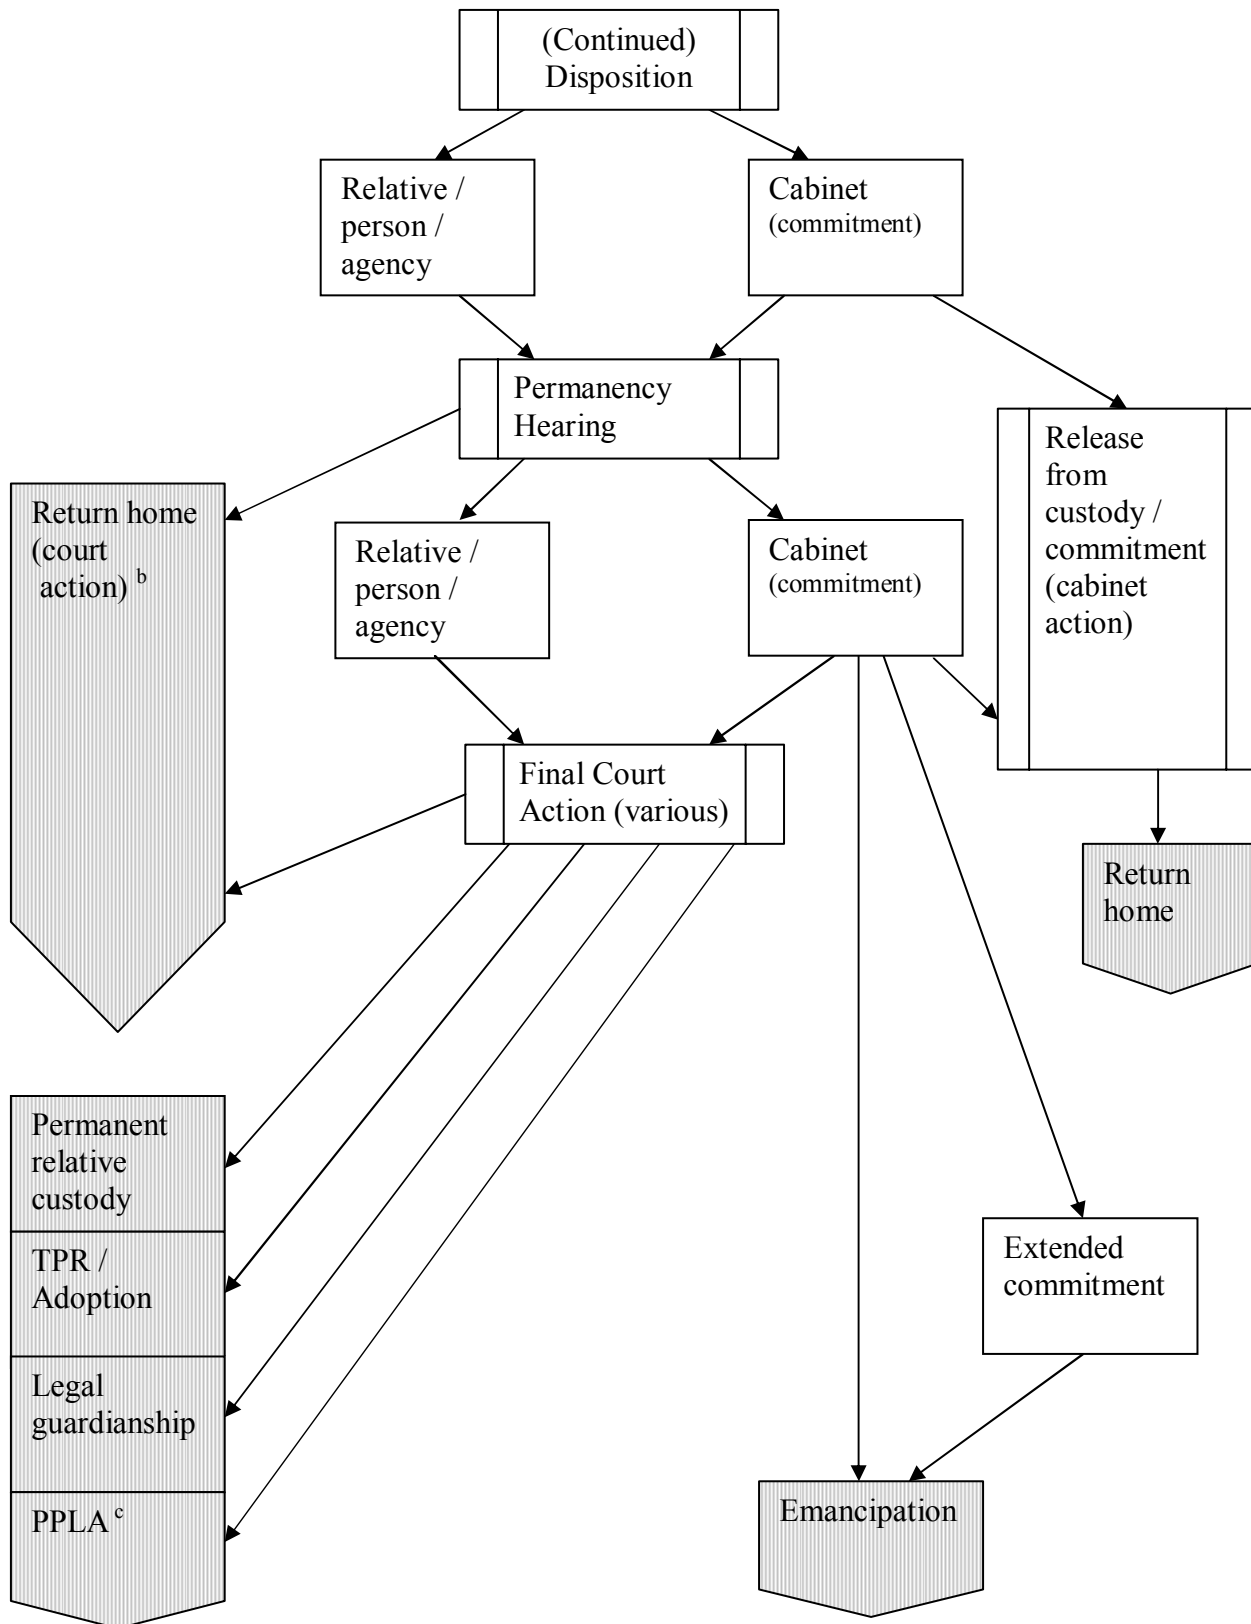 (Continued)
Disposition
Relative /
person /
agency
Cabinet
(commitment)
Permanency
Hearing
Release
from
custody /
commitment
(cabinet
action)
Return home
(court
action) b
Relative /
person /
agency
Cabinet
(commitment)
Final Court
Action (various)
Return
home
Permanent
relative
custody
TPR /
Adoption
Legal
guardianship
PPLA c
Extended
commitment
Emancipation